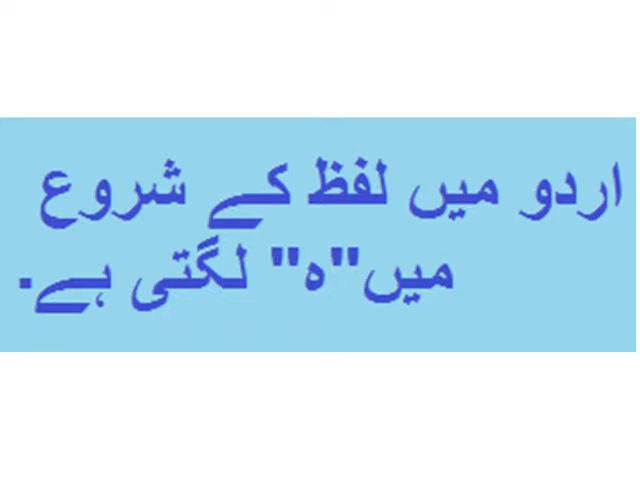 اردو میں لفظ کے شروع
میں"ہ" لگتی ہے.